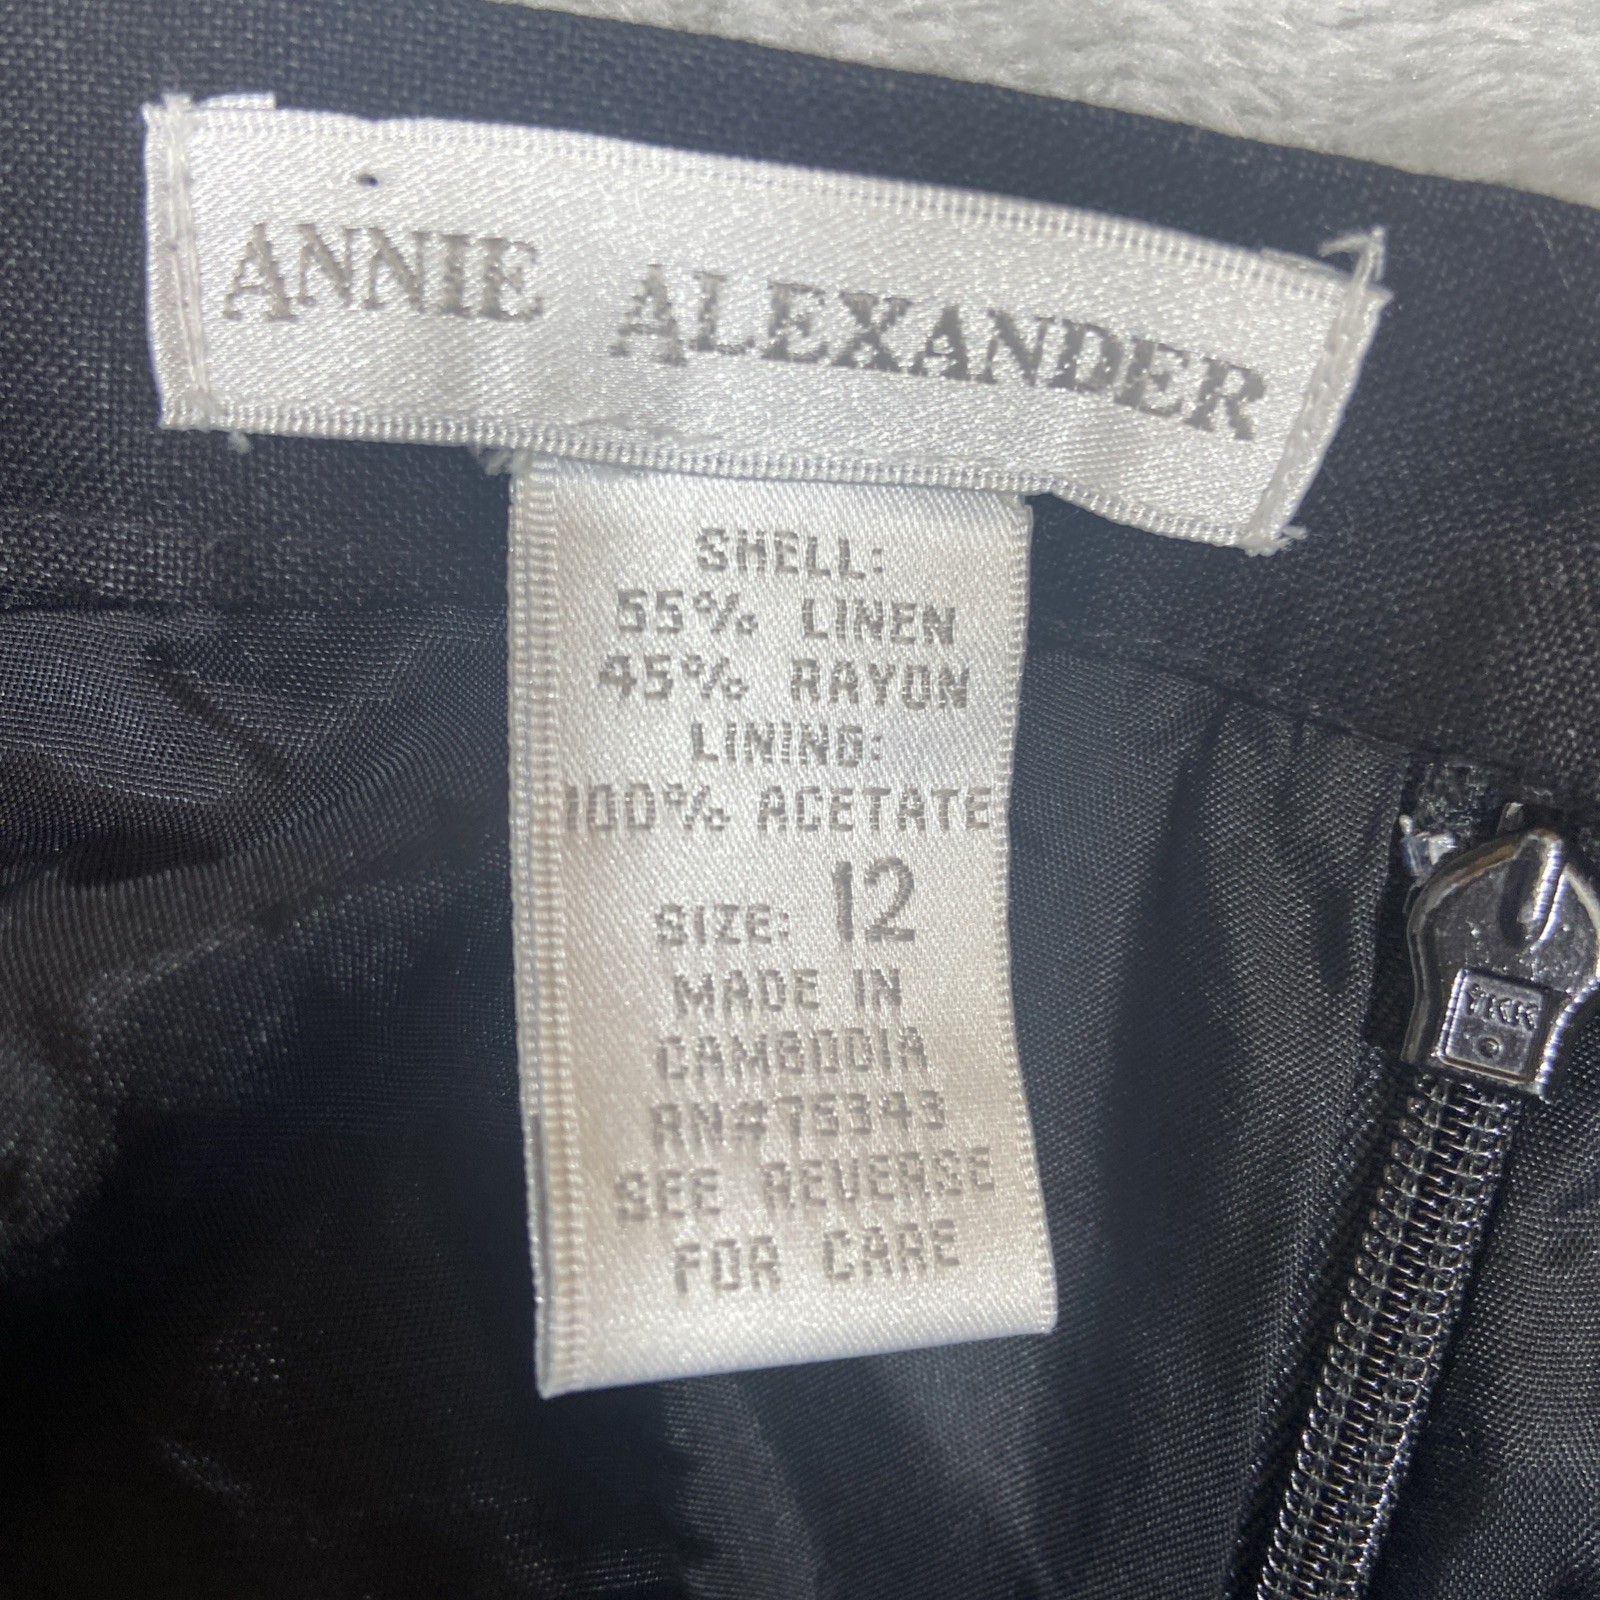 ANNIE ALEXANDER
SHELL:
55% LINEN
45% RAYON
LINING:
100% ACETATE
SIZE: 12
MADE IN
CAMBODIA
RN#75343
SEE REVERSE
FOR CARE
YKK